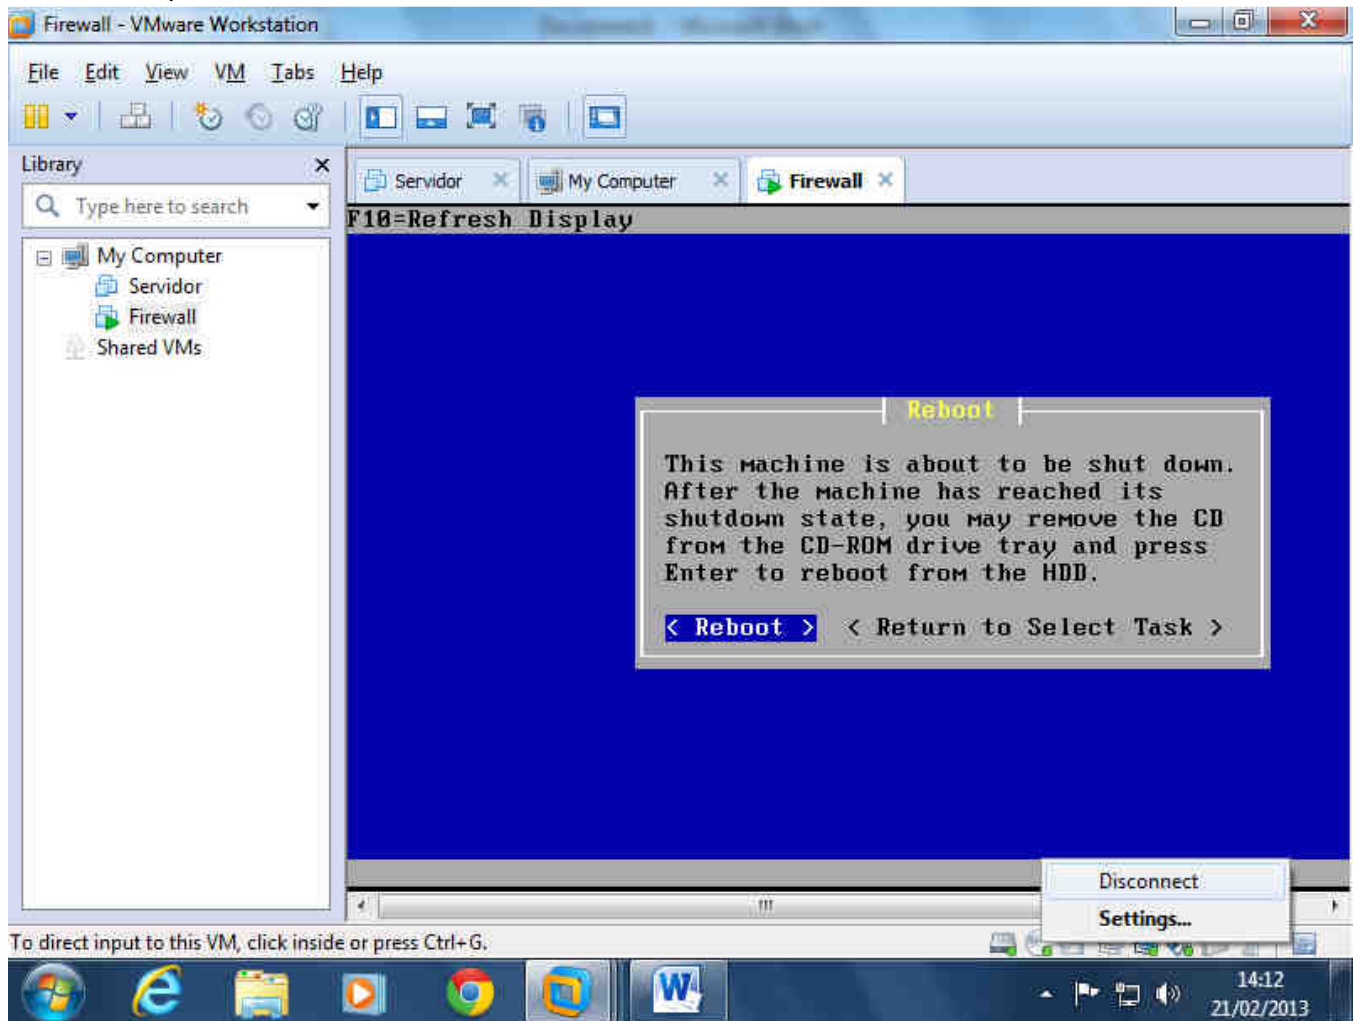 Firewall - VMware Workstation
File Edit View VM Tabs Help
Library
Servidor
My Computer
Firewall
Type here to search
F10=Refresh Display
My Computer
Servidor
Firewall
Shared VMs
Reboot
This machine is about to be shut down.
After the machine has reached its
shutdown state, you may remove the CD
from the CD-ROM drive tray and press
Enter to reboot from the HDD.
< Reboot > < Return to Select Task >
Disconnect
Settings...
To direct input to this VM, click inside or press Ctrl+G.
14:12
21/02/2013